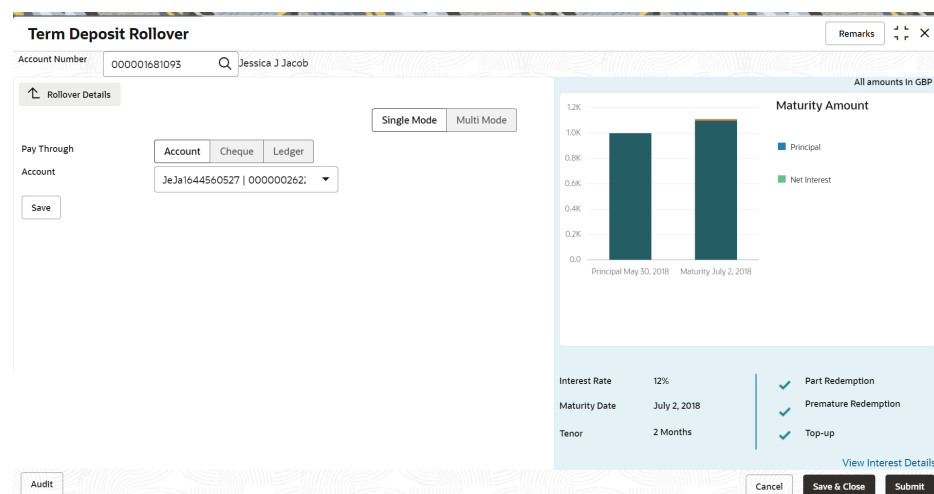 Term Deposit Rollover
Remarks
Account Number
000001681093
Jessica J Jacob
All amounts in GBP
Rollover Details
Single Mode
Multi Mode
Pay Through
Account
Cheque
Ledger
Account
JeJa1644560527 | 000000262
Save
Maturity Amount
1.2K
1.0K
0.8K
0.6K
0.4K
0.2K
0.0
Principal May 30, 2018
Maturity July 2, 2018
Principal
Net Interest
Interest Rate
12%
Part Redemption
Maturity Date
July 2, 2018
Premature Redemption
Tenor
2 Months
Top-up
View Interest Details
Audit
Cancel
Save & Close
Submit